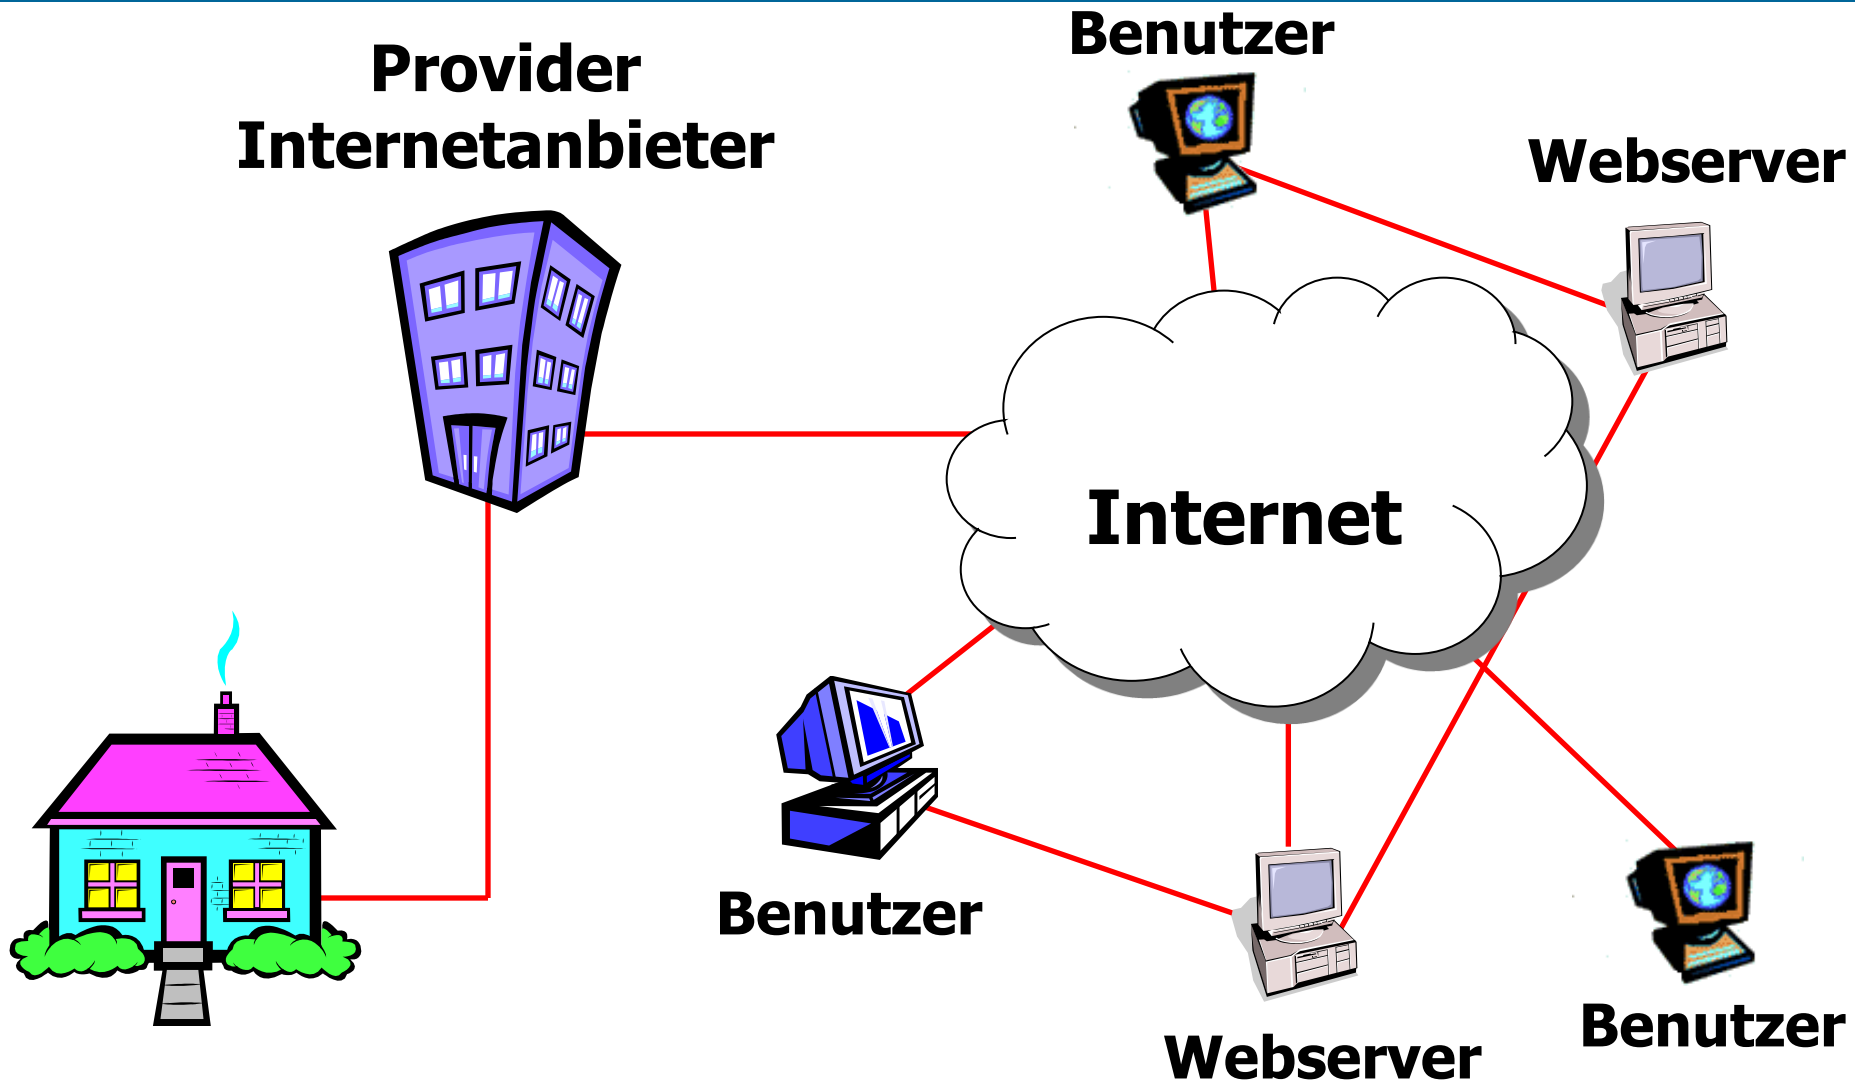 Provider
Internetanbieter
Benutzer
Webserver
Internet
Benutzer
Webserver
Benutzer